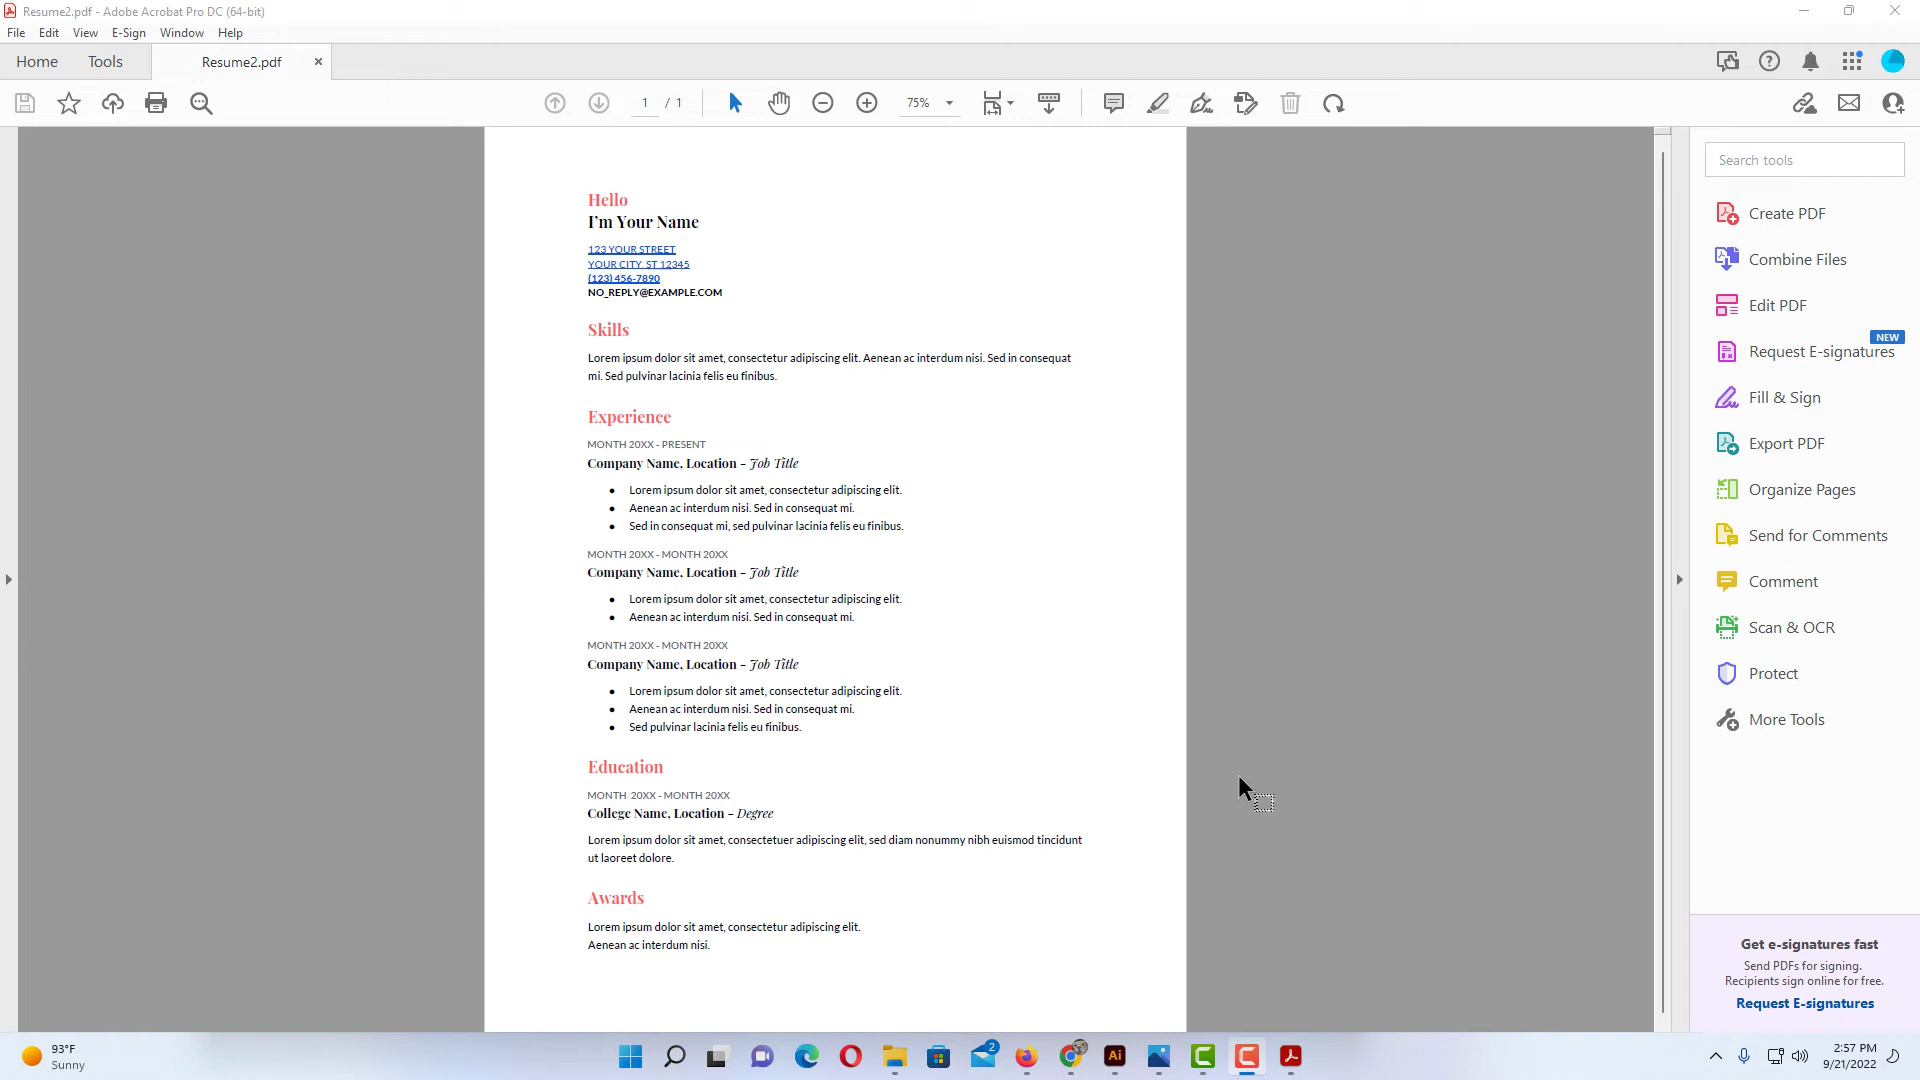 Resume2.pdf - Adobe Acrobat Pro DC (64-bit)
File Edit View E-Sign Window Help
Home Tools Resume2.pdf ×
1 / 1 75%
Search tools
Create PDF
Combine Files
Edit PDF
NEW
Request E-signatures
Fill & Sign
Export PDF
Organize Pages
Send for Comments
Comment
Scan & OCR
Protect
More Tools
Get e-signatures fast
Send PDFs for signing.
Recipients sign online for free.
Request E-signatures
Hello
I'm Your Name
123 YOUR STREET
YOUR CITY, ST 12345
(123) 456-7890
NO_REPLY@EXAMPLE.COM
Skills
Lorem ipsum dolor sit amet, consectetur adipiscing elit. Aenean ac interdum nisi. Sed in consequat
mi. Sed pulvinar lacinia felis eu finibus.
Experience
MONTH 20XX - PRESENT
Company Name, Location - Job Title
● Lorem ipsum dolor sit amet, consectetur adipiscing elit.
● Aenean ac interdum nisi. Sed in consequat mi.
● Sed in consequat mi, sed pulvinar lacinia felis eu finibus.
MONTH 20XX - MONTH 20XX
Company Name, Location - Job Title
● Lorem ipsum dolor sit amet, consectetur adipiscing elit.
● Aenean ac interdum nisi. Sed in consequat mi.
MONTH 20XX - MONTH 20XX
Company Name, Location - Job Title
● Lorem ipsum dolor sit amet, consectetur adipiscing elit.
● Aenean ac interdum nisi. Sed in consequat mi.
● Sed pulvinar lacinia felis eu finibus.
Education
MONTH 20XX - MONTH 20XX
College Name, Location - Degree
Lorem ipsum dolor sit amet, consectetuer adipiscing elit, sed diam nonummy nibh euismod tincidunt
ut laoreet dolore.
Awards
Lorem ipsum dolor sit amet, consectetur adipiscing elit.
Aenean ac interdum nisi.
93°F
Sunny
2
Ai
C
C
2:57 PM
9/21/2022